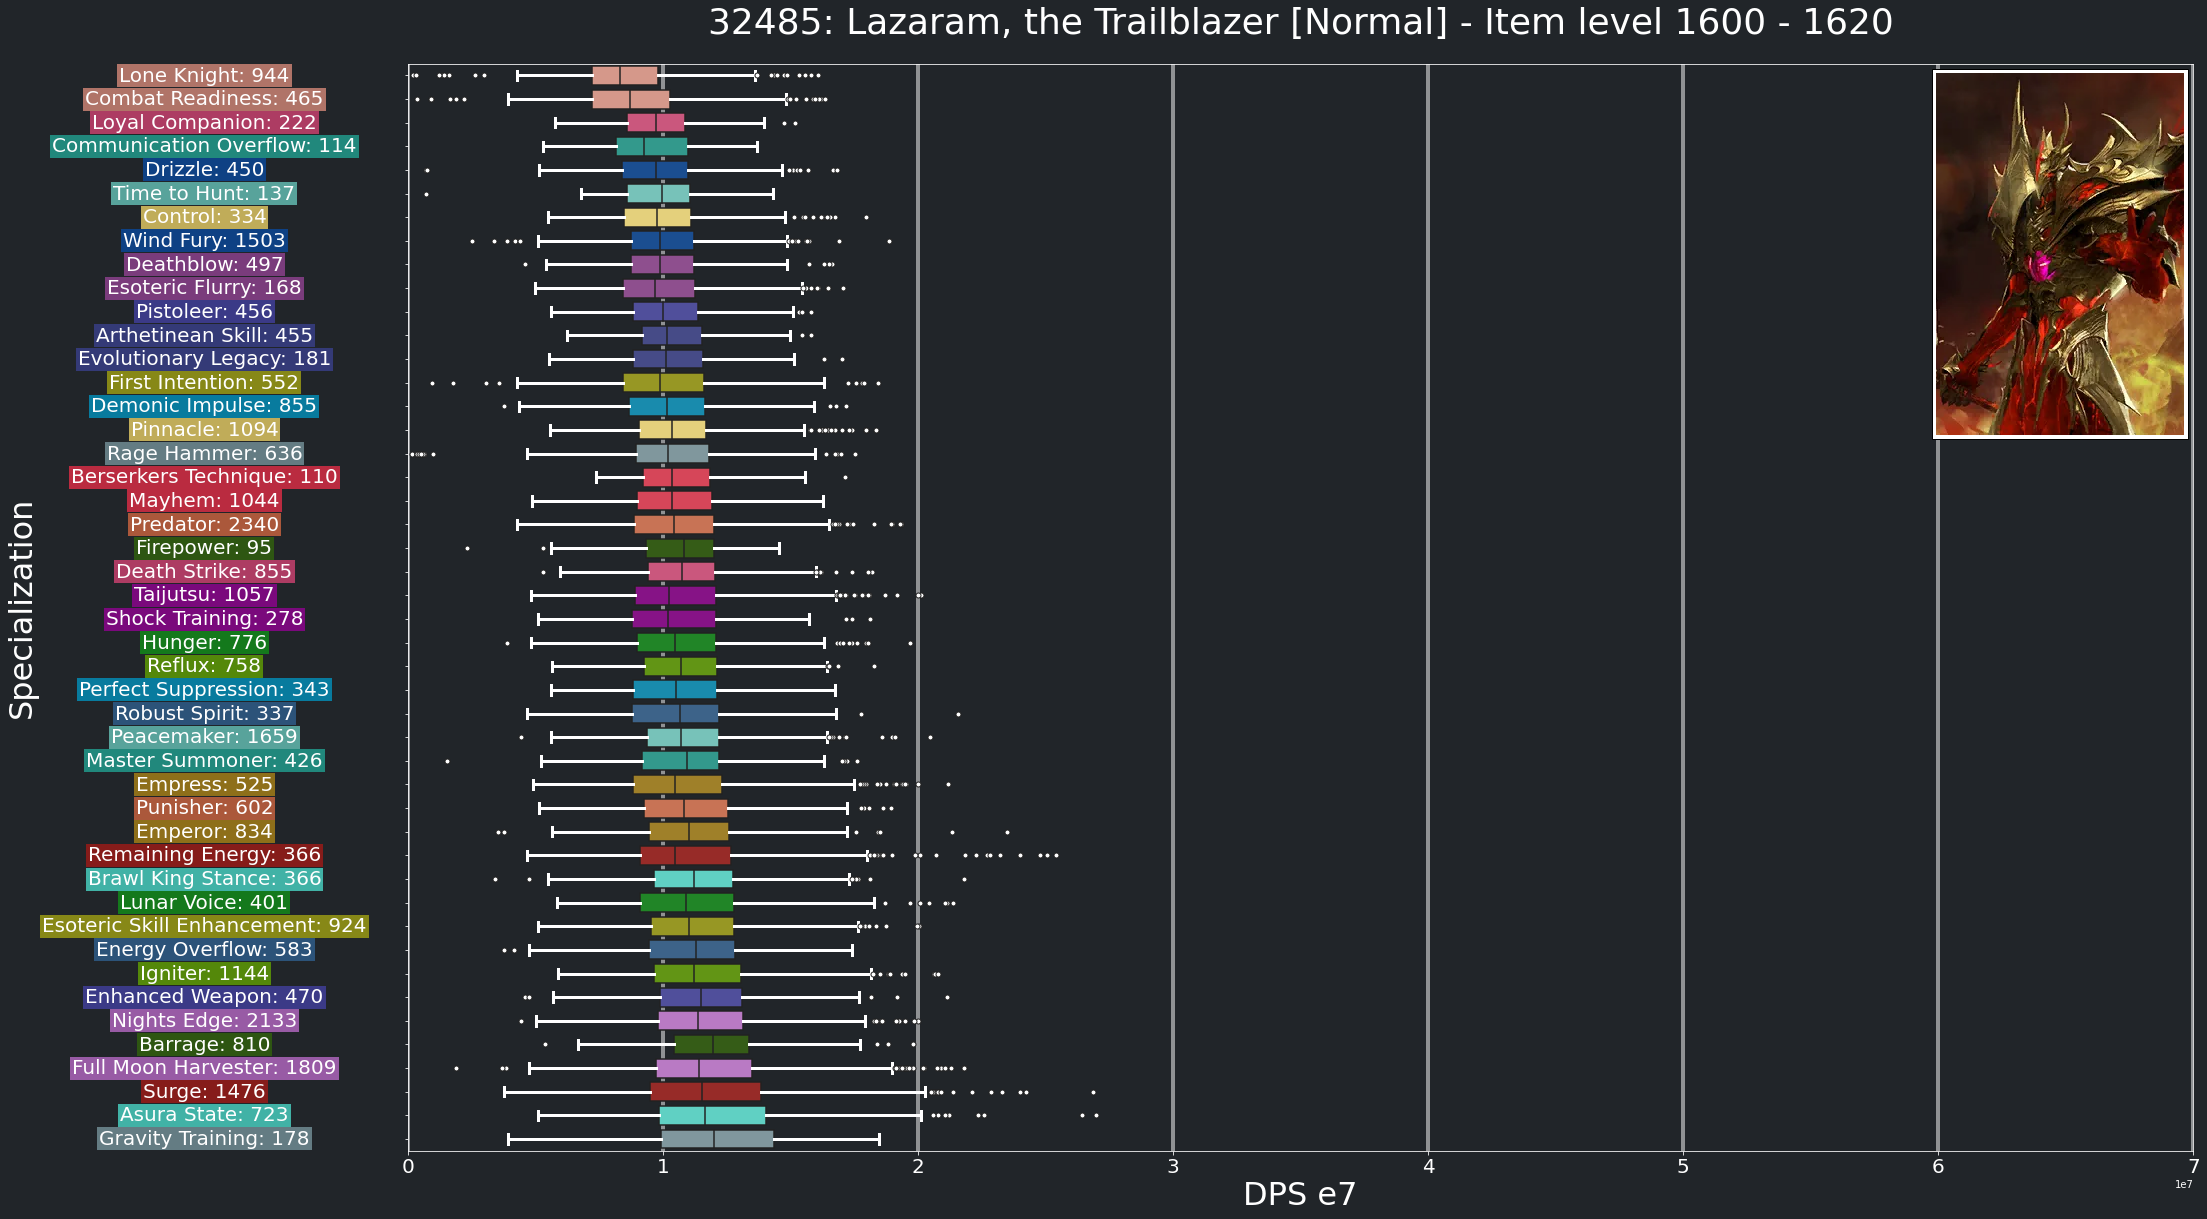 32485: Lazaram, the Trailblazer [Normal] - Item level 1600 - 1620
Lone Knight: 944
Combat Readiness: 465
Loyal Companion: 222
Communication Overflow: 114
Drizzle: 450
Time to Hunt: 137
Control: 334
Wind Fury: 1503
Deathblow: 497
Esoteric Flurry: 168
Pistoleer: 456
Arthetinean Skill: 455
Evolutionary Legacy: 181
First Intention: 552
Demonic Impulse: 855
Pinnacle: 1094
Rage Hammer: 636
Berserkers Technique: 110
Mayhem: 1044
Predator: 2340
Firepower: 95
Death Strike: 855
Taijutsu: 1057
Shock Training: 278
Hunger: 776
Reflux: 758
Perfect Suppression: 343
Robust Spirit: 337
Peacemaker: 1659
Master Summoner: 426
Empress: 525
Punisher: 602
Emperor: 834
Remaining Energy: 366
Brawl King Stance: 366
Lunar Voice: 401
Esoteric Skill Enhancement: 924
Energy Overflow: 583
Igniter: 1144
Enhanced Weapon: 470
Nights Edge: 2133
Barrage: 810
Full Moon Harvester: 1809
Surge: 1476
Asura State: 723
Gravity Training: 178
Specialization
0 1 2 3 4 5 6 7
DPS e7
1e7